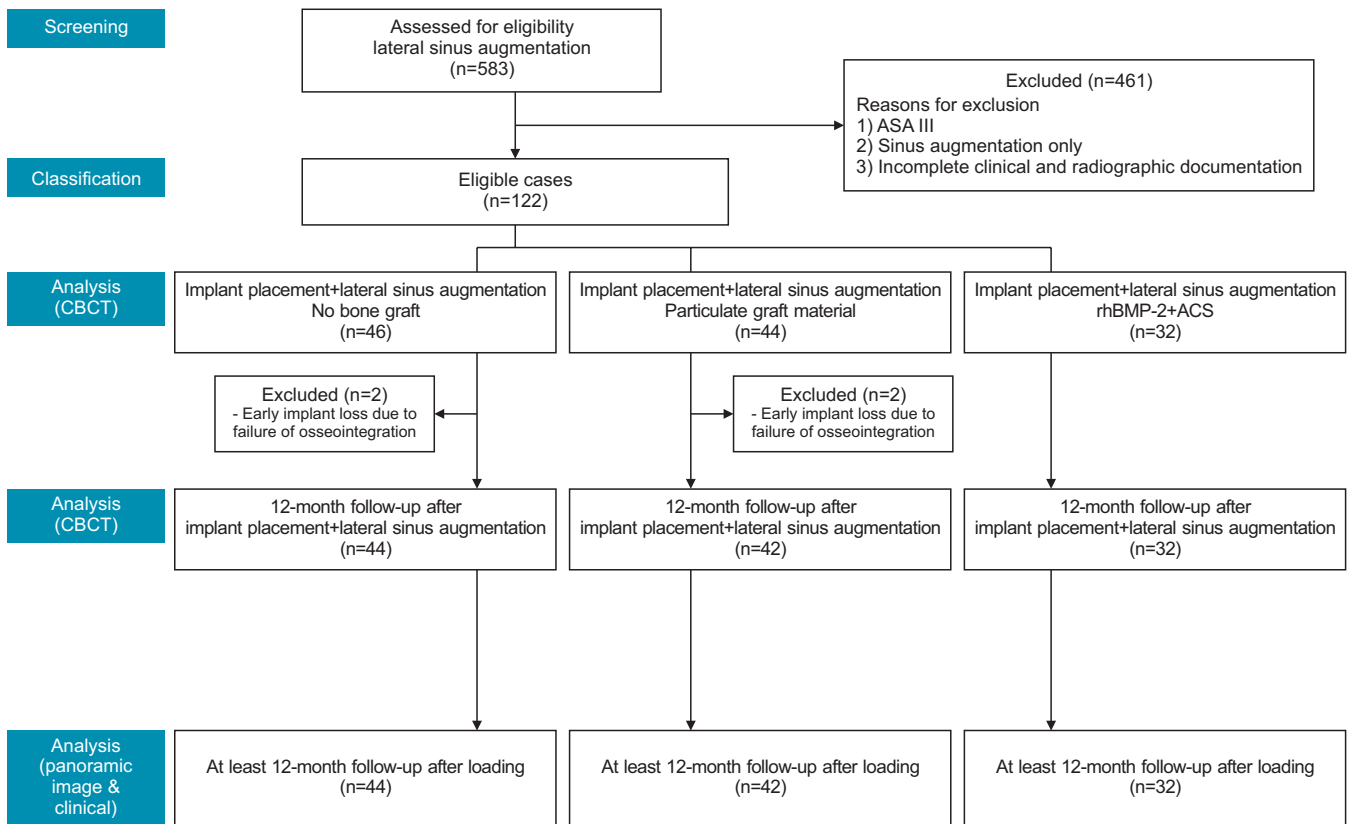 Screening
Assessed for eligibility
lateral sinus augmentation
(n=583)
Excluded (n=461)
Reasons for exclusion
1) ASA III
2) Sinus augmentation only
3) Incomplete clinical and radiographic documentation
Classification
Eligible cases
(n=122)
Analysis
(CBCT)
Implant placement+lateral sinus augmentation
No bone graft
(n=46)
Implant placement+lateral sinus augmentation
Particulate graft material
(n=44)
Implant placement+lateral sinus augmentation
rhBMP-2+ACS
(n=32)
Excluded (n=2)
- Early implant loss due to
failure of osseointegration
Excluded (n=2)
- Early implant loss due to
failure of osseointegration
Analysis
(CBCT)
12-month follow-up after
implant placement+lateral sinus augmentation
(n=44)
12-month follow-up after
implant placement+lateral sinus augmentation
(n=42)
12-month follow-up after
implant placement+lateral sinus augmentation
(n=32)
Analysis
(panoramic
image &
clinical)
At least 12-month follow-up after loading
(n=44)
At least 12-month follow-up after loading
(n=42)
At least 12-month follow-up after loading
(n=32)